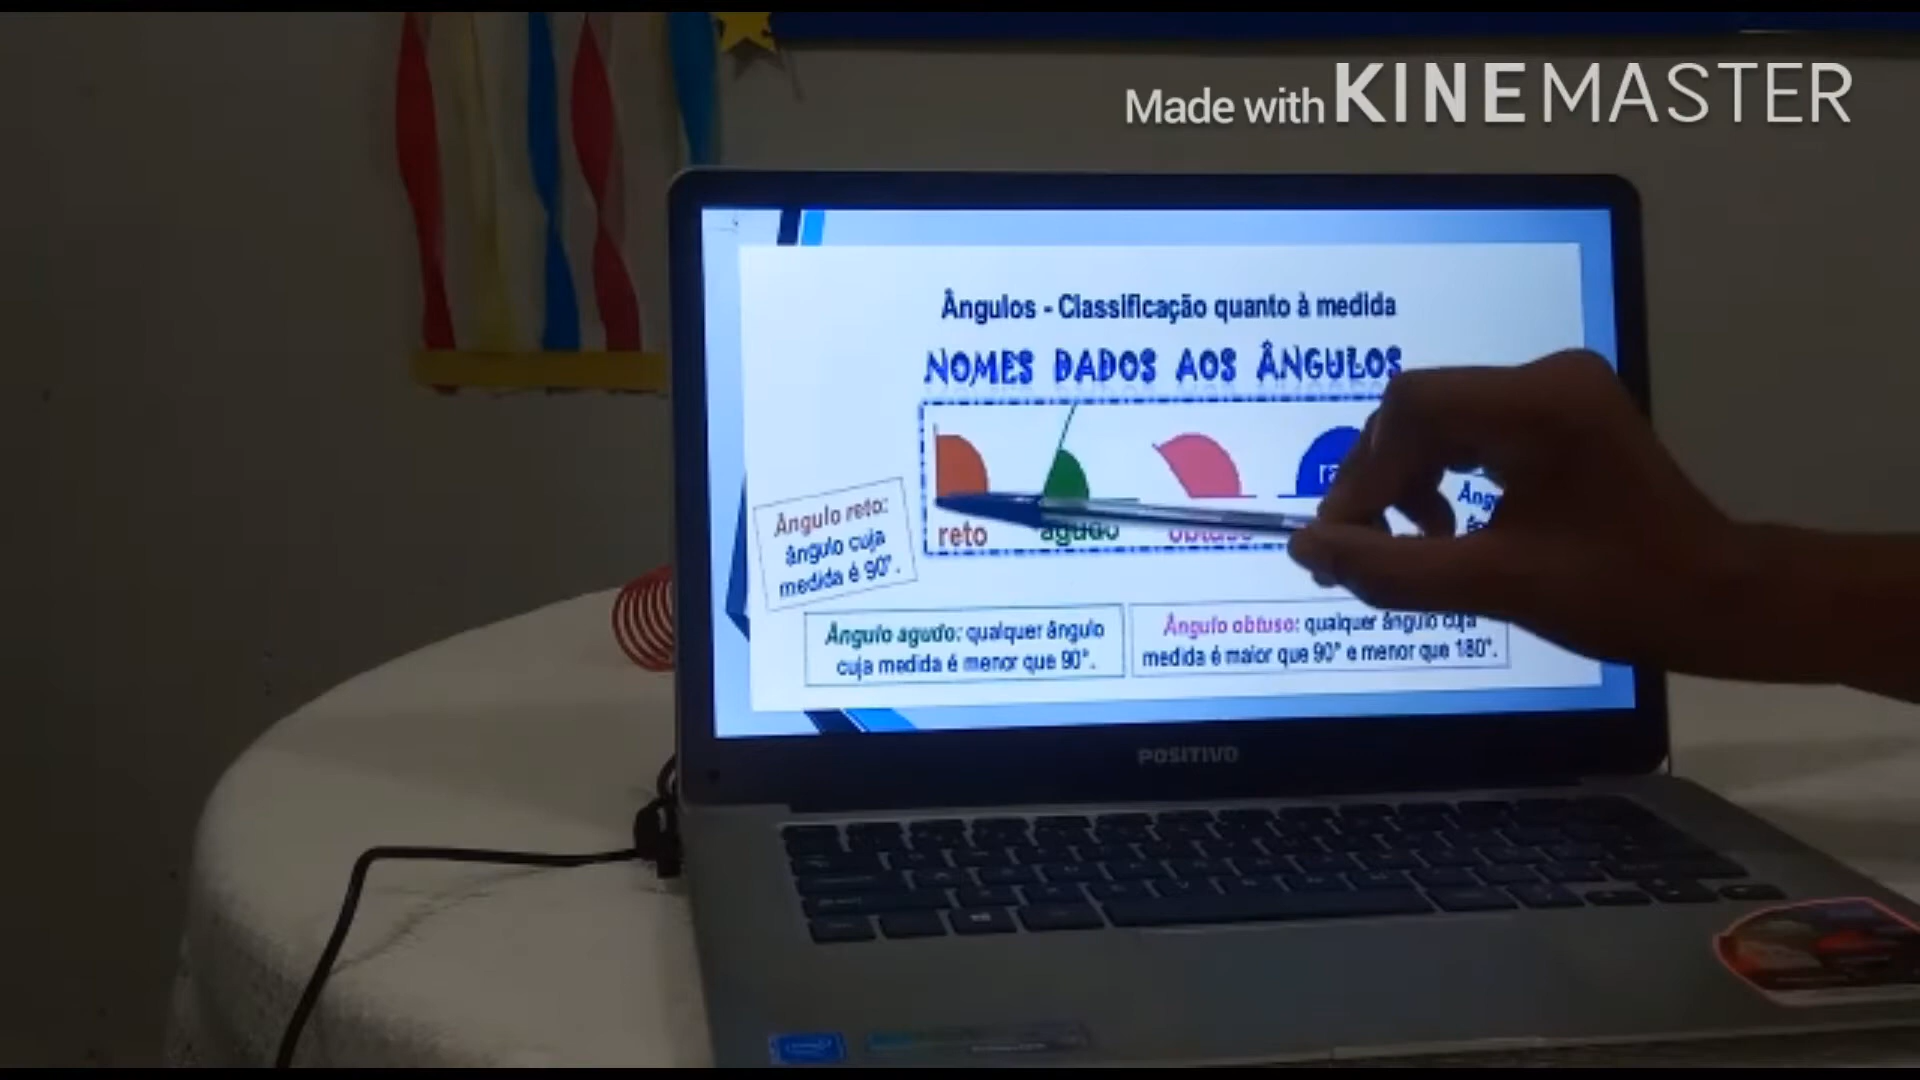 Made with KINEMASTER
Ângulos - Classificação quanto à medida
NOMES DADOS AOS ÂNGULOS
reto agudo obtuso
Ângulo reto:
ângulo cuja
medida é 90°.
Ângulo agudo: qualquer ângulo
cuja medida é menor que 90°.
Ângulo obtuso: qualquer ângulo cuja
medida é maior que 90° e menor que 180°.
POSITIVO